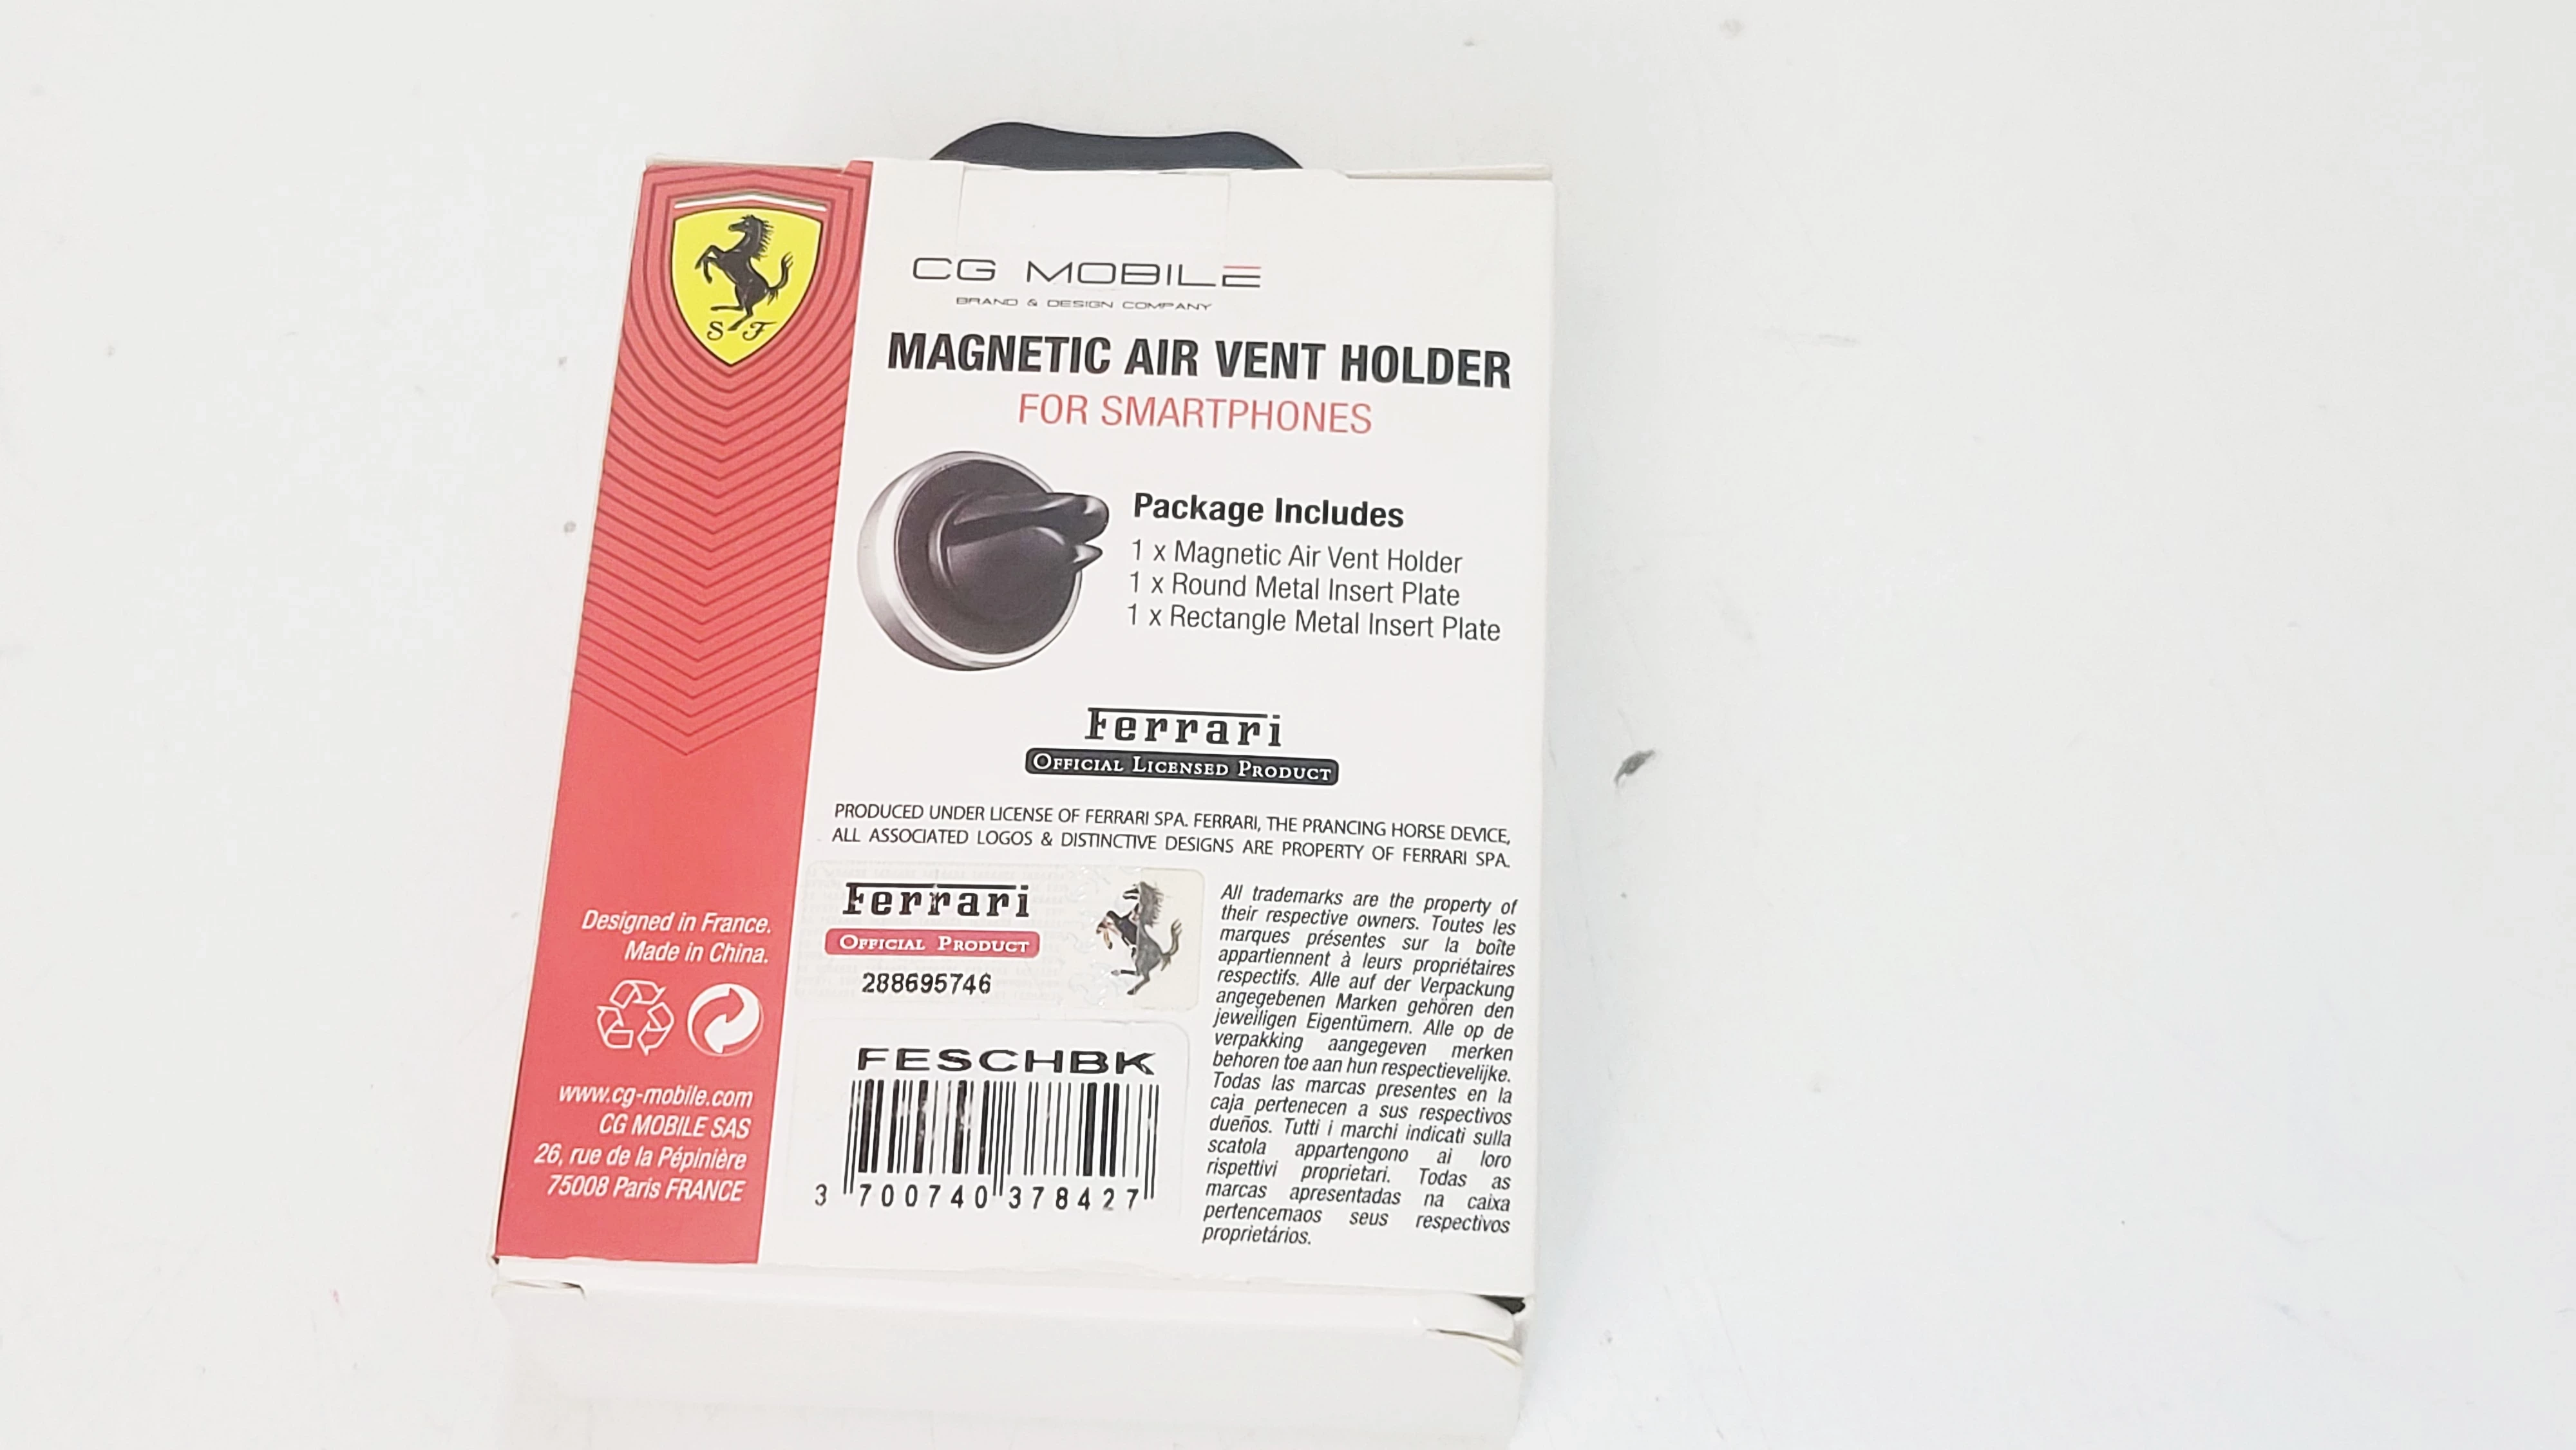 S F
CG MOBILE
BRAND & DESIGN COMPANY
MAGNETIC AIR VENT HOLDER
FOR SMARTPHONES
Package Includes
1 x Magnetic Air Vent Holder
1 x Round Metal Insert Plate
1 x Rectangle Metal Insert Plate
Ferrari
OFFICIAL LICENSED PRODUCT
PRODUCED UNDER LICENSE OF FERRARI SPA. FERRARI, THE PRANCING HORSE DEVICE,
ALL ASSOCIATED LOGOS & DISTINCTIVE DESIGNS ARE PROPERTY OF FERRARI SPA.
Ferrari
OFFICIAL PRODUCT
288695746
FESCHBK
3 700740 378427
All trademarks are the property of
their respective owners. Toutes les
marques présentes sur la boîte
appartiennent à leurs propriétaires
respectifs. Alle auf der Verpackung
angegebenen Marken gehören den
jeweiligen Eigentümern. Alle op de
verpakking aangegeven merken
behoren toe aan hun respectievelijke.
Todas las marcas presentes en la
caja pertenecen a sus respectivos
dueños. Tutti i marchi indicati sulla
scatola appartengono ai loro
rispettivi proprietari. Todas as
marcas apresentadas na caixa
pertencemaos seus respectivos
proprietários.
Designed in France.
Made in China.
www.cg-mobile.com
CG MOBILE SAS
26, rue de la Pépinière
75008 Paris FRANCE